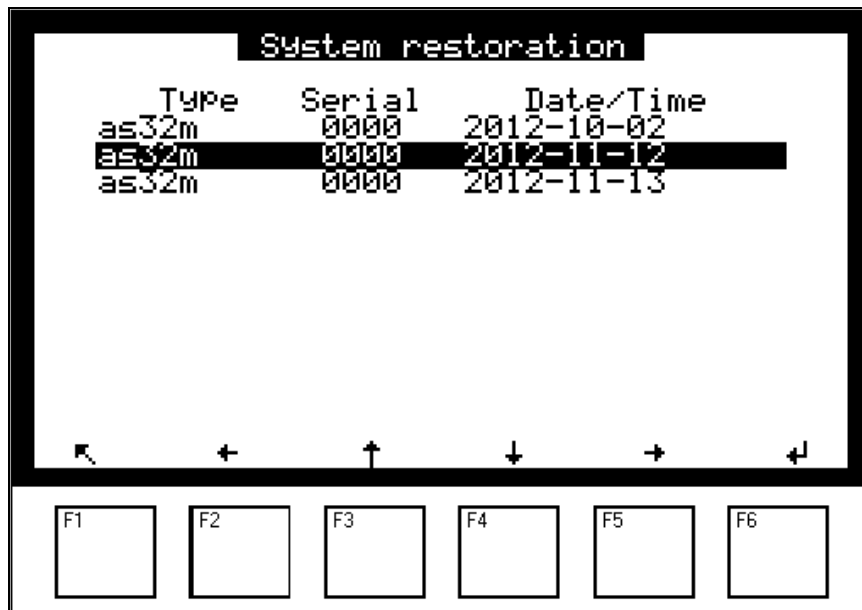 System restoration
Type Serial Date/Time
as32m 0000 2012-10-02
as32m 0000 2012-11-12
as32m 0000 2012-11-13
↖ ← ↑ ↓ → ↲
F1 F2 F3 F4 F5 F6